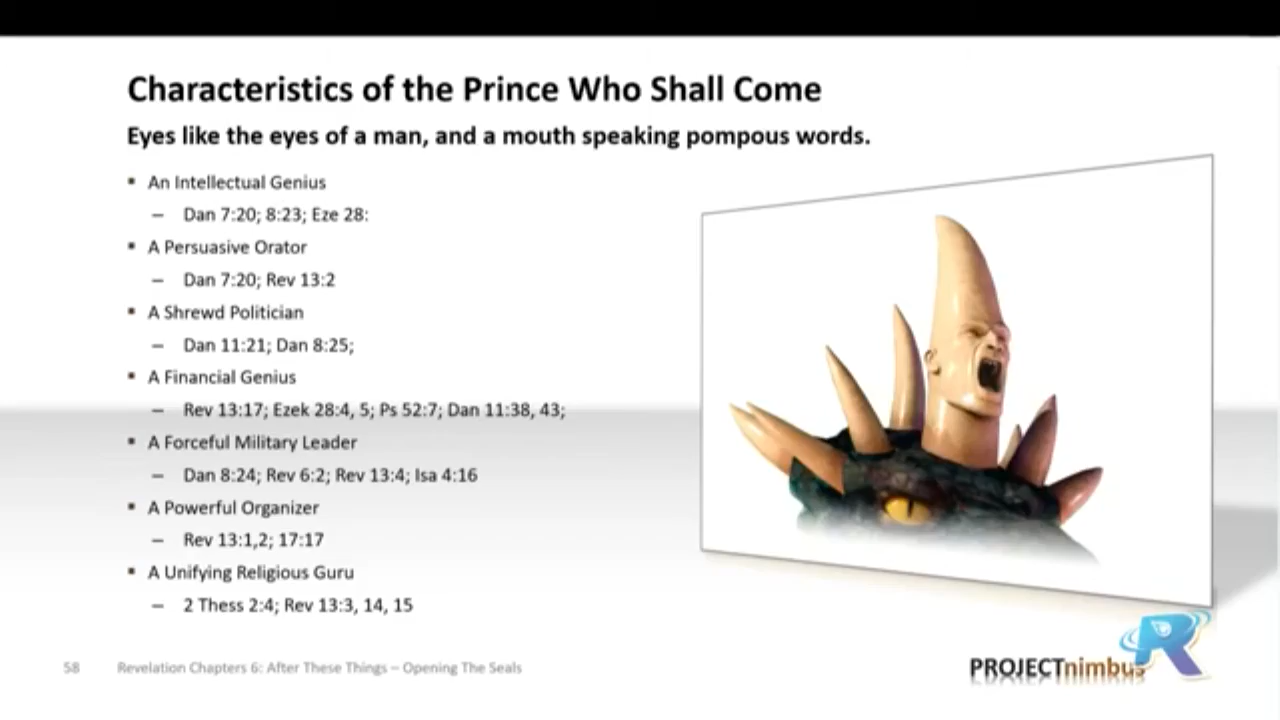 Characteristics of the Prince Who Shall Come
Eyes like the eyes of a man, and a mouth speaking pompous words.
▪ An Intellectual Genius
– Dan 7:20; 8:23; Eze 28:
▪ A Persuasive Orator
– Dan 7:20; Rev 13:2
▪ A Shrewd Politician
– Dan 11:21; Dan 8:25;
▪ A Financial Genius
– Rev 13:17; Ezek 28:4, 5; Ps 52:7; Dan 11:38, 43;
▪ A Forceful Military Leader
– Dan 8:24; Rev 6:2; Rev 13:4; Isa 4:16
▪ A Powerful Organizer
– Rev 13:1,2; 17:17
▪ A Unifying Religious Guru
– 2 Thess 2:4; Rev 13:3, 14, 15
58 Revelation Chapters 6: After These Things – Opening The Seals
PROJECTnimbus
R